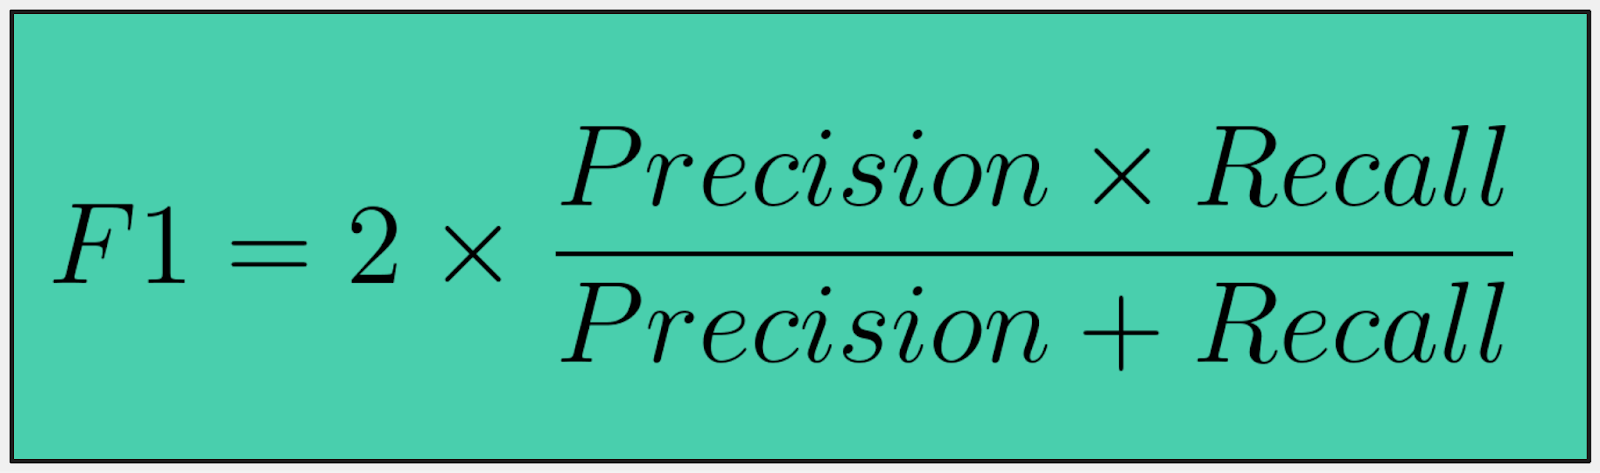 F1 = 2 × Precision × Recall
Precision + Recall